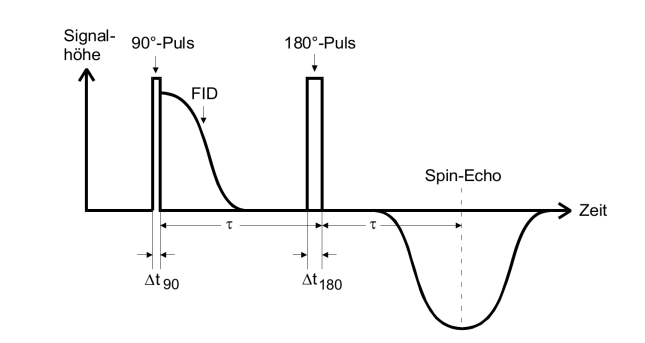 Signal-
höhe
90°-Puls
180°-Puls
FID
Spin-Echo
Zeit
τ
τ
Δt90
Δt180